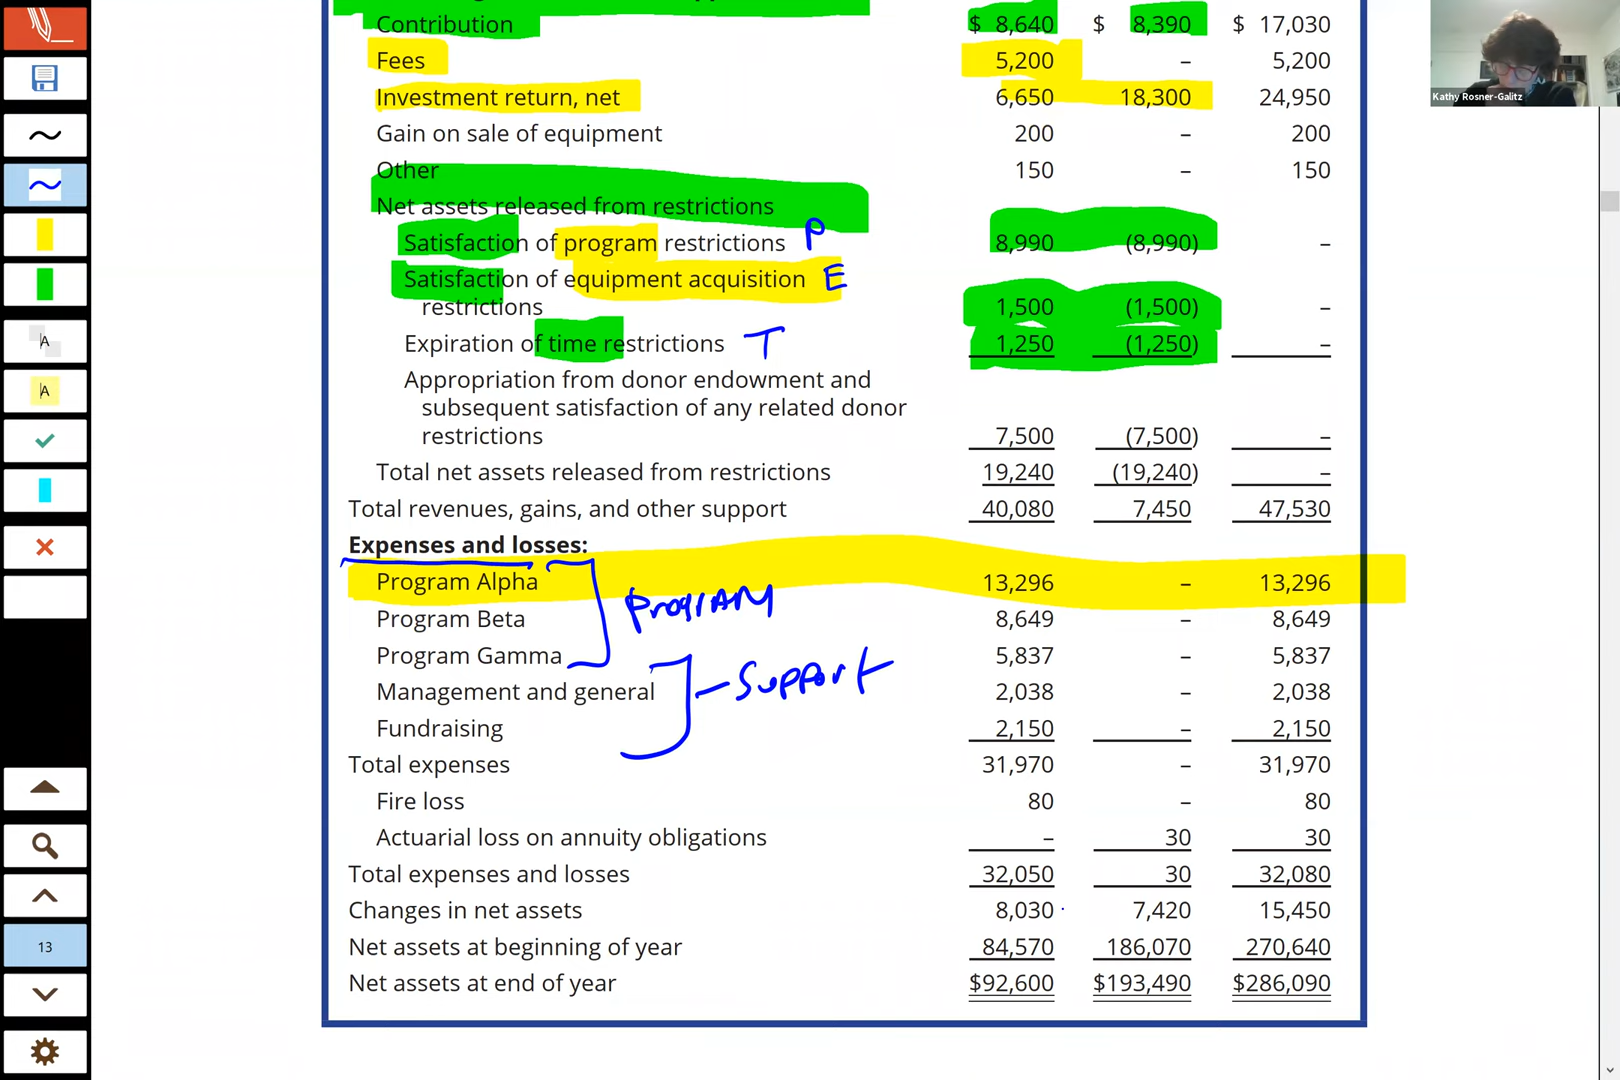 Contribution $ 8,640 $ 8,390 $ 17,030
Kathy Rosner-Galitz
Fees 5,200 – 5,200
Investment return, net 6,650 18,300 24,950
Gain on sale of equipment 200 – 200
Other 150 – 150
Net assets released from restrictions
Satisfaction of program restrictions P 8,990 (8,990) –
Satisfaction of equipment acquisition E
restrictions 1,500 (1,500) –
Expiration of time restrictions T 1,250 (1,250) –
Appropriation from donor endowment and
subsequent satisfaction of any related donor
restrictions 7,500 (7,500) –
Total net assets released from restrictions 19,240 (19,240) –
Total revenues, gains, and other support 40,080 7,450 47,530
Expenses and losses:
Program Alpha 13,296 – 13,296
Program
Program Beta 8,649 – 8,649
Program Gamma 5,837 – 5,837
Support
Management and general 2,038 – 2,038
Fundraising 2,150 – 2,150
Total expenses 31,970 – 31,970
Fire loss 80 – 80
Actuarial loss on annuity obligations – 30 30
Total expenses and losses 32,050 30 32,080
Changes in net assets 8,030 7,420 15,450
Net assets at beginning of year 84,570 186,070 270,640
Net assets at end of year $92,600 $193,490 $286,090
A
A
13